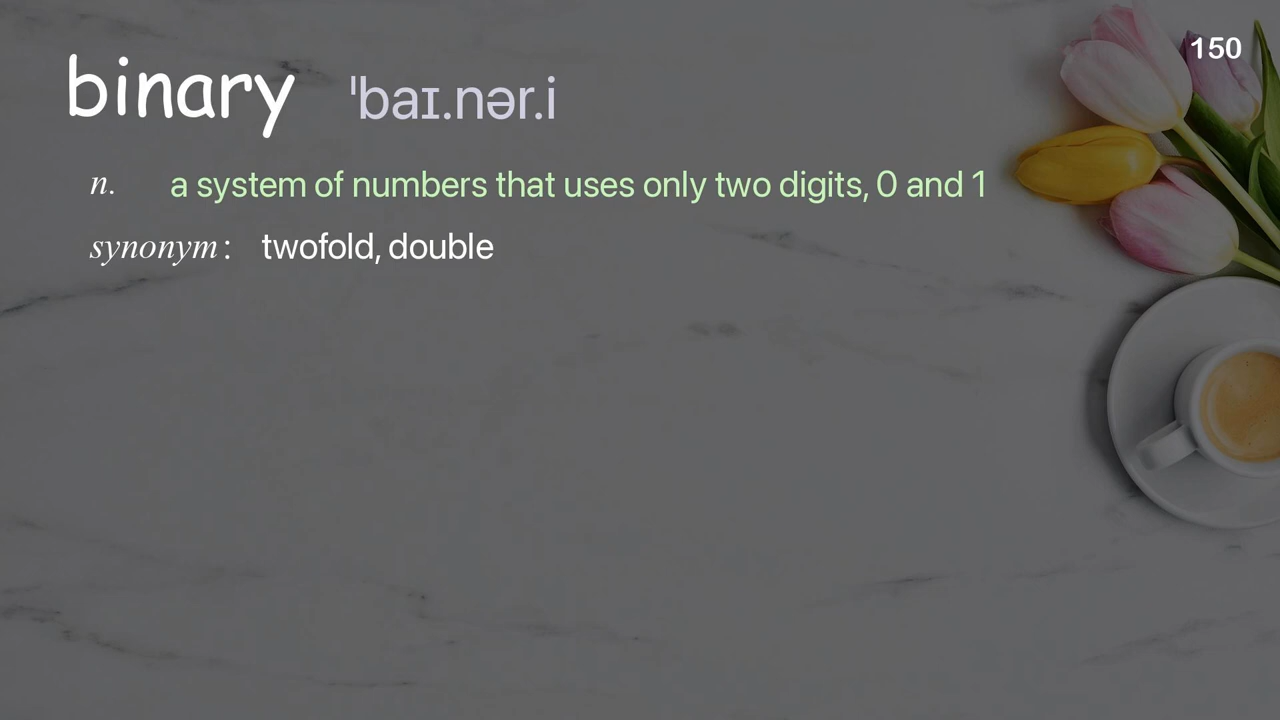 150
binary ˈbaɪ.nər.i
n. a system of numbers that uses only two digits, 0 and 1
synonym: twofold, double